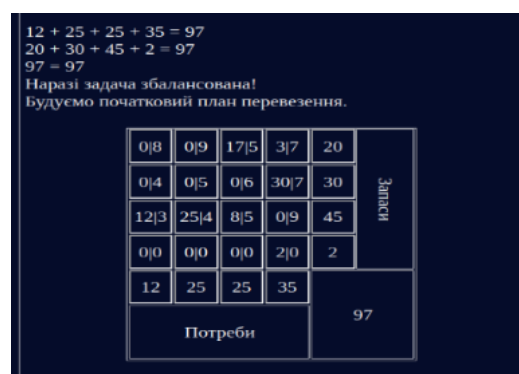 12 + 25 + 25 + 35 = 97
20 + 30 + 45 + 2 = 97
97 = 97
Наразі задача збалансована!
Будуємо початковий план перевезення.
0|8 0|9 17|5 3|7 20
0|4 0|5 0|6 30|7 30
12|3 25|4 8|5 0|9 45
0|0 0|0 0|0 2|0 2
Запаси
12 25 25 35
Потреби
97